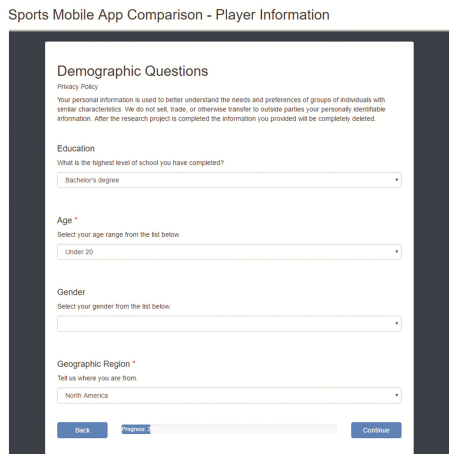 Sports Mobile App Comparison - Player Information
Demographic Questions
Privacy Policy
Your personal information is used to better understand the needs and preferences of groups of individuals with
similar characteristics. We do not sell, trade, or otherwise transfer to outside parties your personally identifiable
information. After the research project is completed the information you provided will be completely deleted.
Education
What is the highest level of school you have completed?
Bachelor's degree
Age *
Select your age range from the list below.
Under 20
Gender
Select your gender from the list below.
Geographic Region *
Tell us where you are from.
North America
Back
Progress: 2
Continue